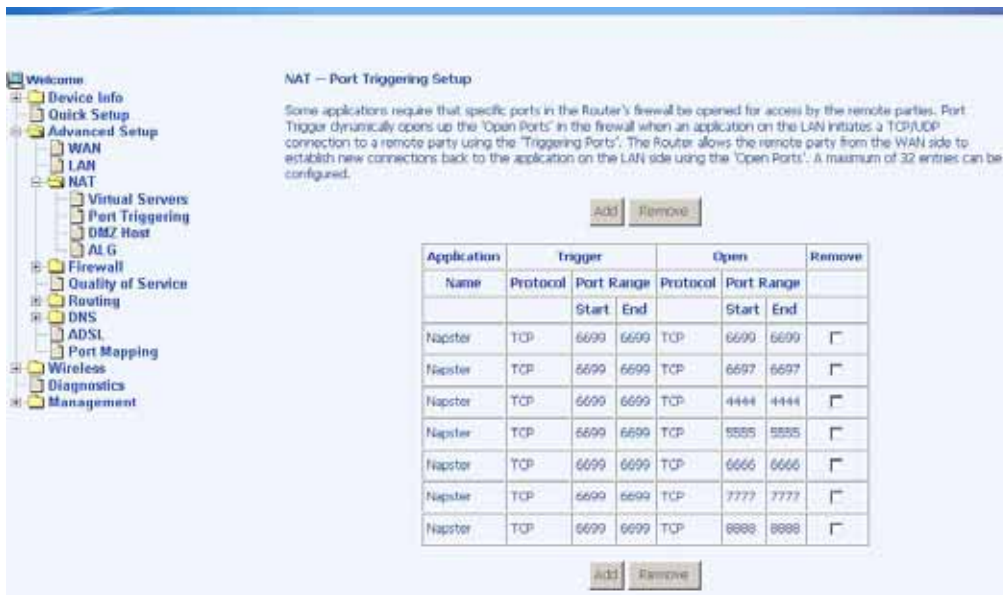 Welcome
Device Info
Quick Setup
Advanced Setup
WAN
LAN
NAT
Virtual Servers
Port Triggering
DMZ Host
ALG
Firewall
Quality of Service
Routing
DNS
ADSL
Port Mapping
Wireless
Diagnostics
Management
NAT -- Port Triggering Setup
Some applications require that specific ports in the Router's firewall be opened for access by the remote parties. Port
Trigger dynamically opens up the 'Open Ports' in the firewall when an application on the LAN initiates a TCP/UDP
connection to a remote party using the 'Triggering Ports'. The Router allows the remote party from the WAN side to
establish new connections back to the application on the LAN side using the 'Open Ports'. A maximum of 32 entries can be
configured.
Add Remove
Application Trigger Open Remove
Name Protocol Port Range Protocol Port Range
Start End Start End
Napster TCP 6699 6699 TCP 6699 6699
Napster TCP 6699 6699 TCP 6697 6697
Napster TCP 6699 6699 TCP 4444 4444
Napster TCP 6699 6699 TCP 5555 5555
Napster TCP 6699 6699 TCP 6666 6666
Napster TCP 6699 6699 TCP 7777 7777
Napster TCP 6699 6699 TCP 8888 8888
Add Remove